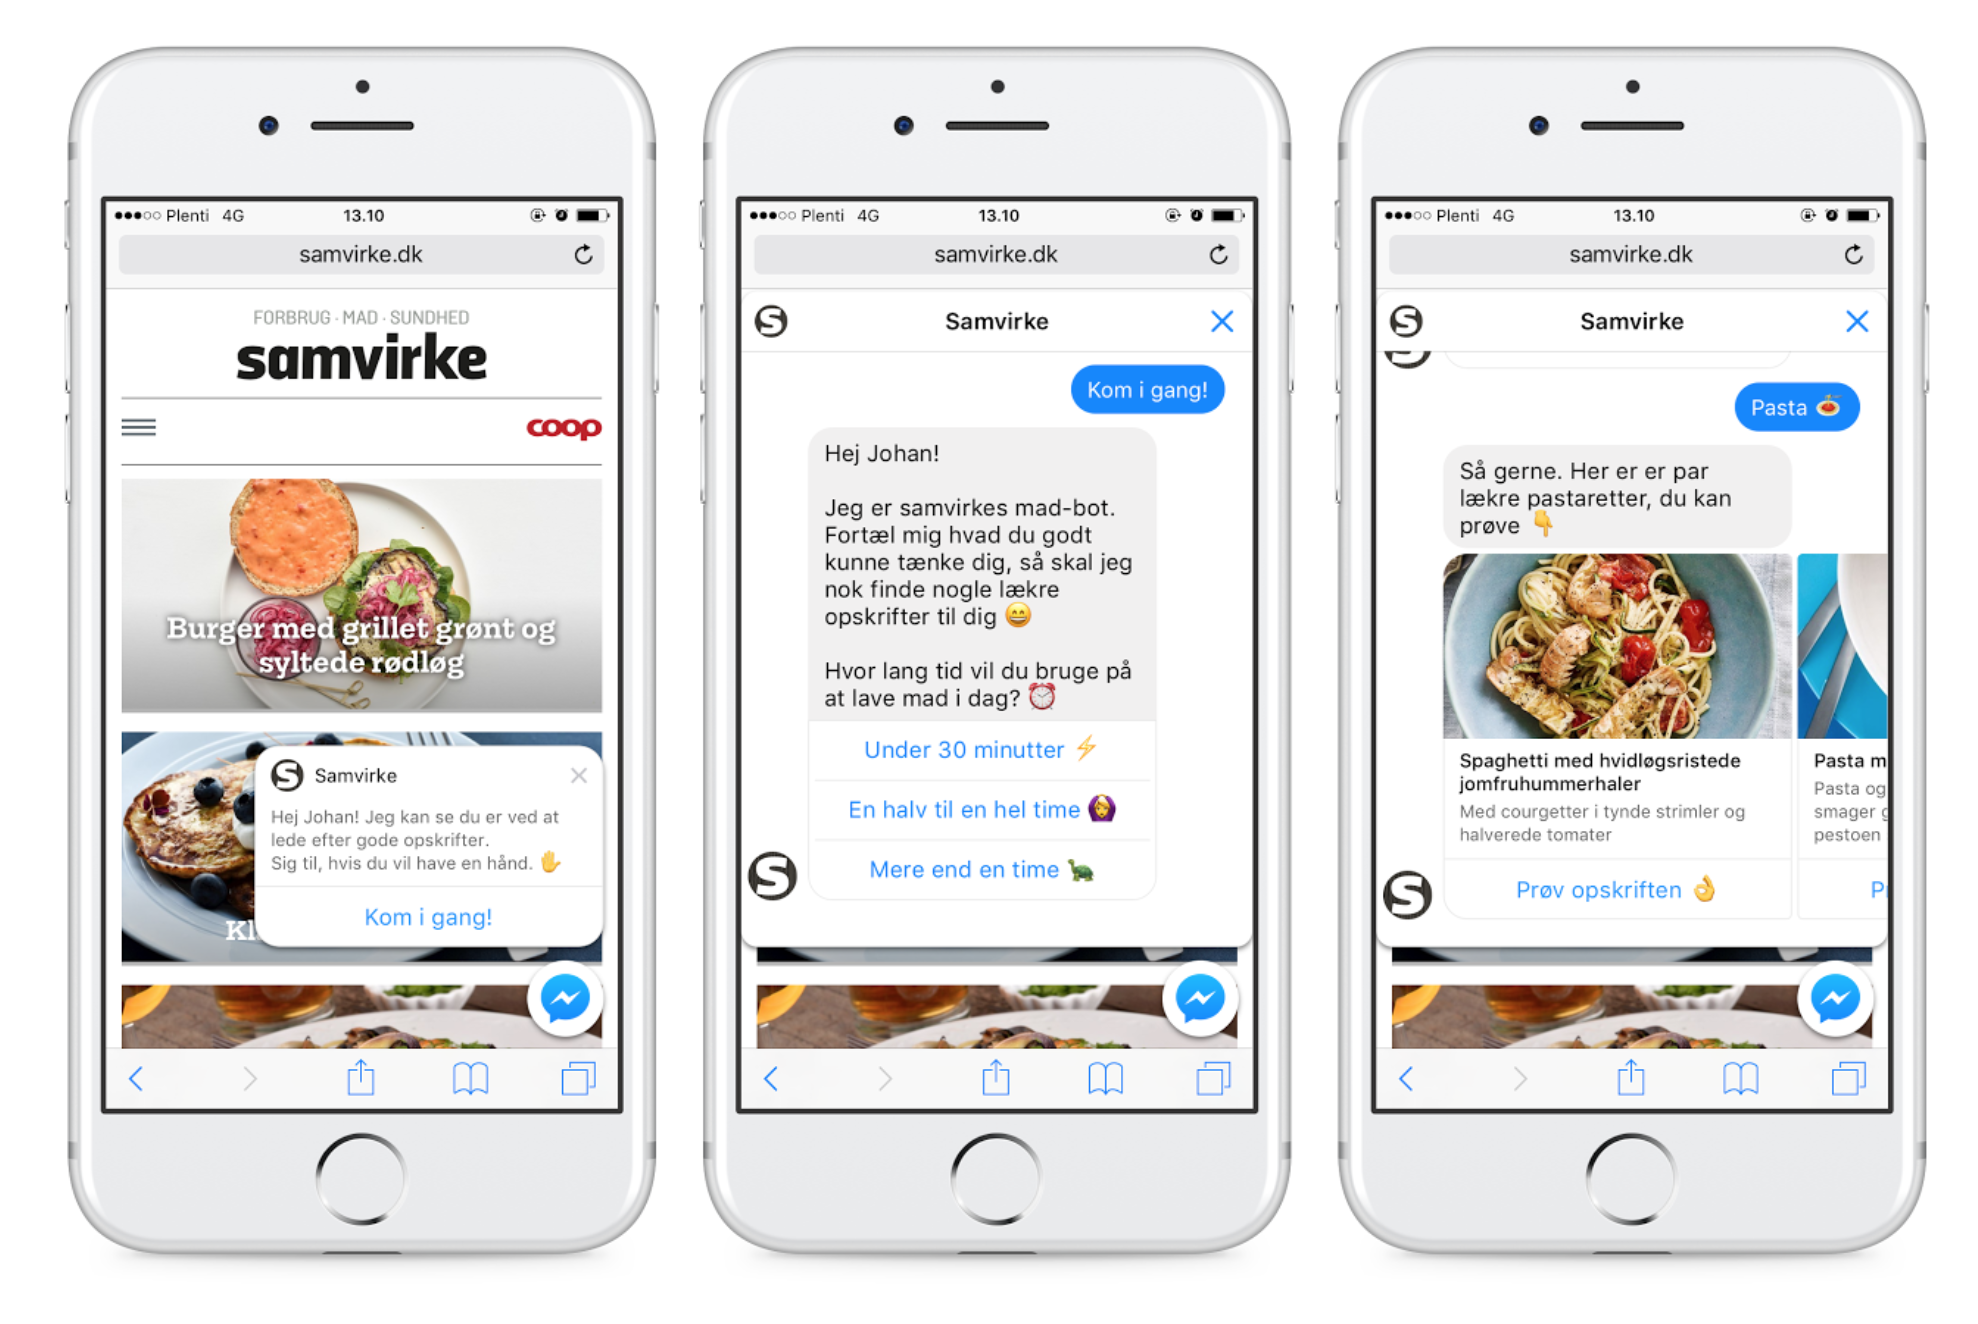 Plenti 4G 13.10
samvirke.dk
FORBRUG · MAD · SUNDHED
samvirke
coop
Burger med grillet grønt og
syltede rødløg
Samvirke
Hej Johan! Jeg kan se du er ved at
lede efter gode opskrifter.
Sig til, hvis du vil have en hånd. ✋
Kom i gang!
Plenti 4G 13.10
samvirke.dk
S Samvirke
Kom i gang!
Hej Johan!
Jeg er samvirkes mad-bot.
Fortæl mig hvad du godt
kunne tænke dig, så skal jeg
nok finde nogle lækre
opskrifter til dig 😄
Hvor lang tid vil du bruge på
at lave mad i dag? ⏰
Under 30 minutter ⚡
En halv til en hel time 🙆
Mere end en time 🐢
S
Plenti 4G 13.10
samvirke.dk
S Samvirke
Pasta 🍝
Så gerne. Her er er par
lækre pastaretter, du kan
prøve 👇
Spaghetti med hvidløgsristede
jomfruhummerhaler
Med courgetter i tynde strimler og
halverede tomater
Prøv opskriften 👌
Pasta m
Pasta og
smager
pestoen
S